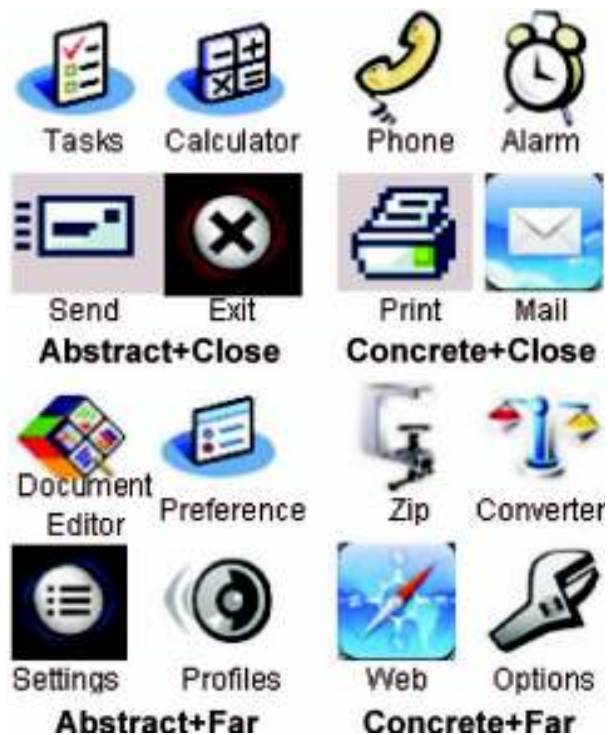 Tasks Calculator Phone Alarm
Send Exit Print Mail
Abstract+Close Concrete+Close
Document
Editor Preference Zip Converter
Settings Profiles Web Options
Abstract+Far Concrete+Far